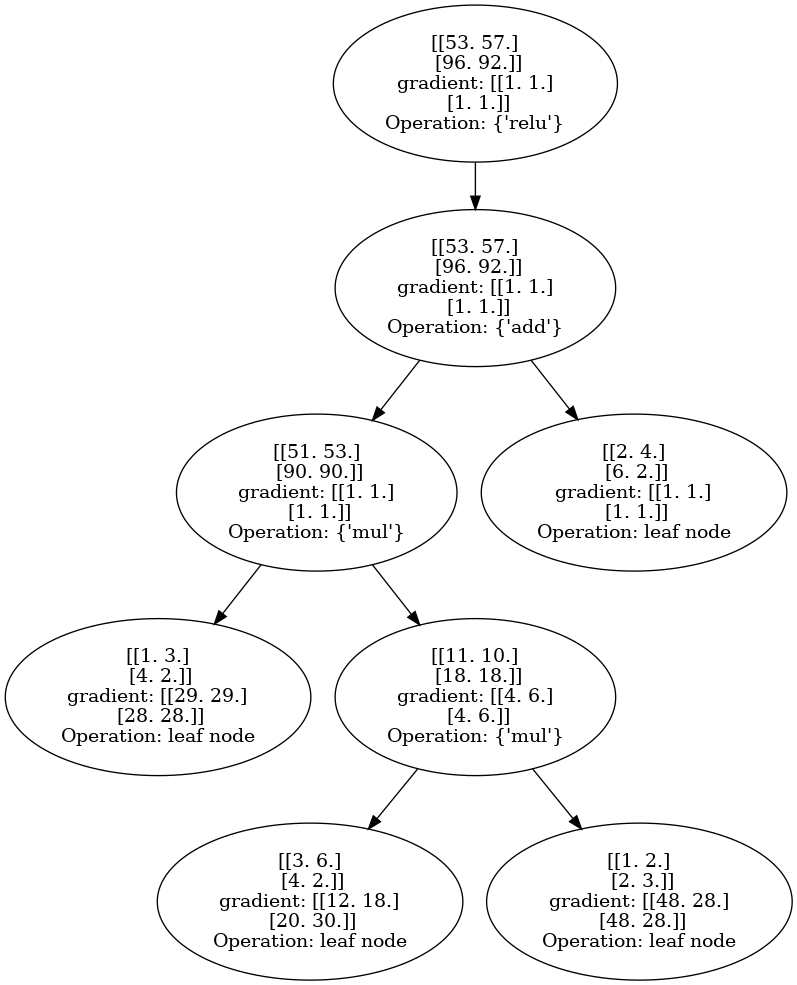 [[53. 57.]
[96. 92.]]
gradient: [[1. 1.]
[1. 1.]]
Operation: {'relu'}
[[53. 57.]
[96. 92.]]
gradient: [[1. 1.]
[1. 1.]]
Operation: {'add'}
[[51. 53.]
[90. 90.]]
gradient: [[1. 1.]
[1. 1.]]
Operation: {'mul'}
[[2. 4.]
[6. 2.]]
gradient: [[1. 1.]
[1. 1.]]
Operation: leaf node
[[1. 3.]
[4. 2.]]
gradient: [[29. 29.]
[28. 28.]]
Operation: leaf node
[[11. 10.]
[18. 18.]]
gradient: [[4. 6.]
[4. 6.]]
Operation: {'mul'}
[[3. 6.]
[4. 2.]]
gradient: [[12. 18.]
[20. 30.]]
Operation: leaf node
[[1. 2.]
[2. 3.]]
gradient: [[48. 28.]
[48. 28.]]
Operation: leaf node